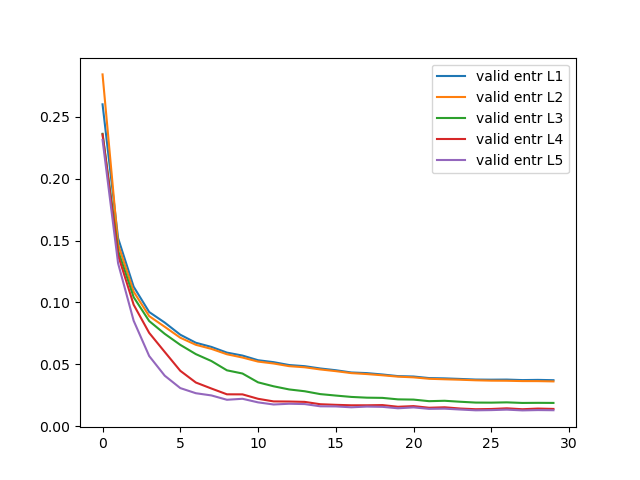 valid entr L1
valid entr L2
valid entr L3
valid entr L4
valid entr L5
0.25
0.20
0.15
0.10
0.05
0.00
0 5 10 15 20 25 30